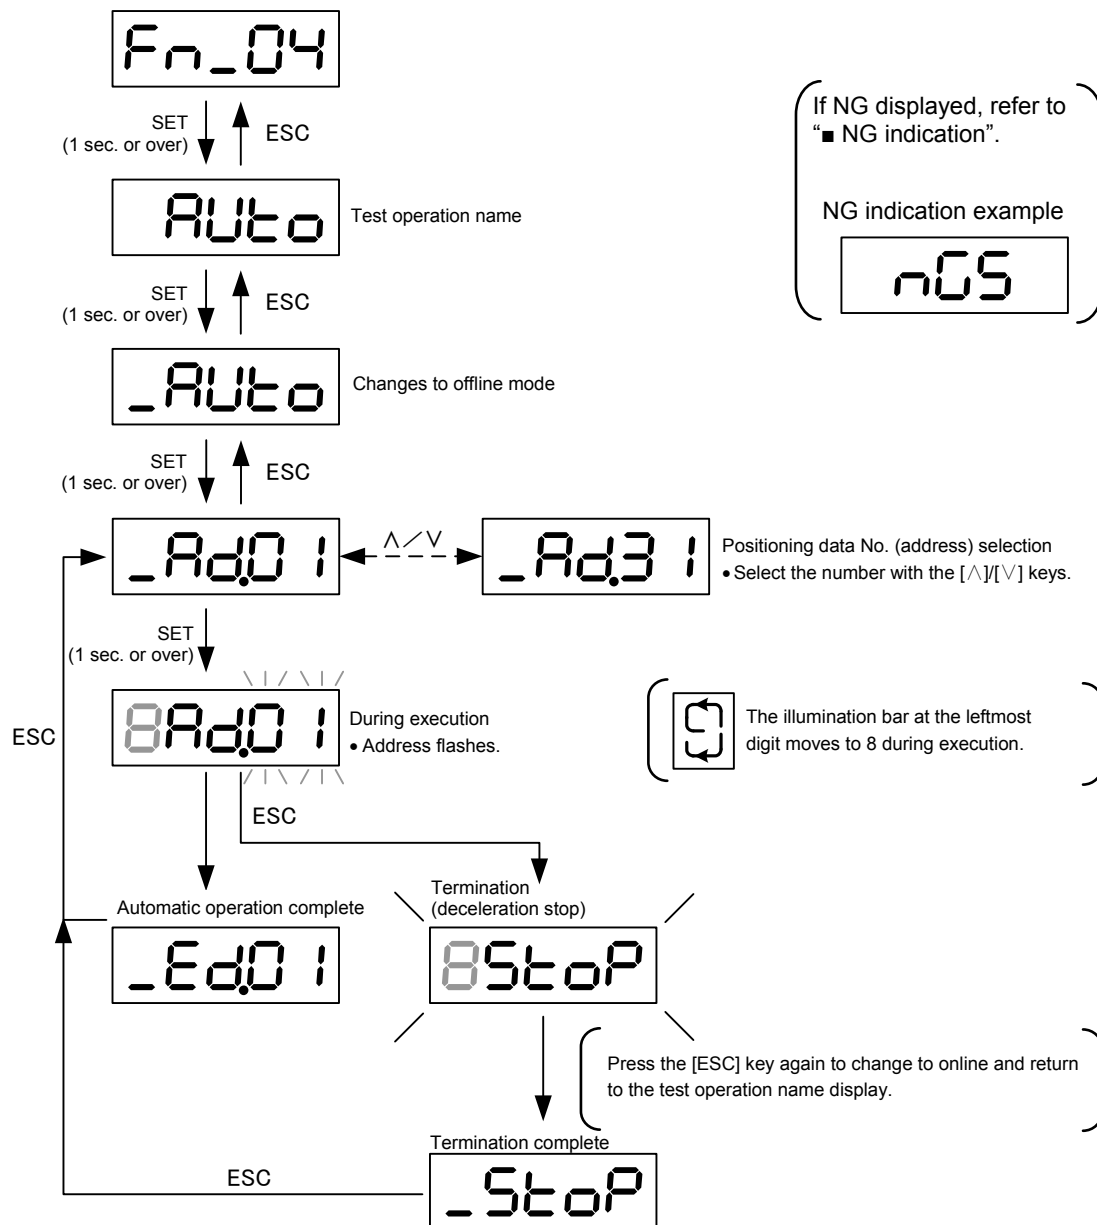 Fn_04
SET
(1 sec. or over)
ESC
If NG displayed, refer to
“■ NG indication”.
NG indication example
nG5
AUto
Test operation name
SET
(1 sec. or over)
ESC
_AUto
Changes to offline mode
SET
(1 sec. or over)
ESC
_Ad.01
∧/∨
_Ad.31
Positioning data No. (address) selection
• Select the number with the [∧]/[∨] keys.
SET
(1 sec. or over)
8Ad.01
During execution
• Address flashes.
The illumination bar at the leftmost
digit moves to 8 during execution.
ESC
ESC
Automatic operation complete
_Ed.01
Termination
(deceleration stop)
8StoP
Press the [ESC] key again to change to online and return
to the test operation name display.
Termination complete
_StoP
ESC